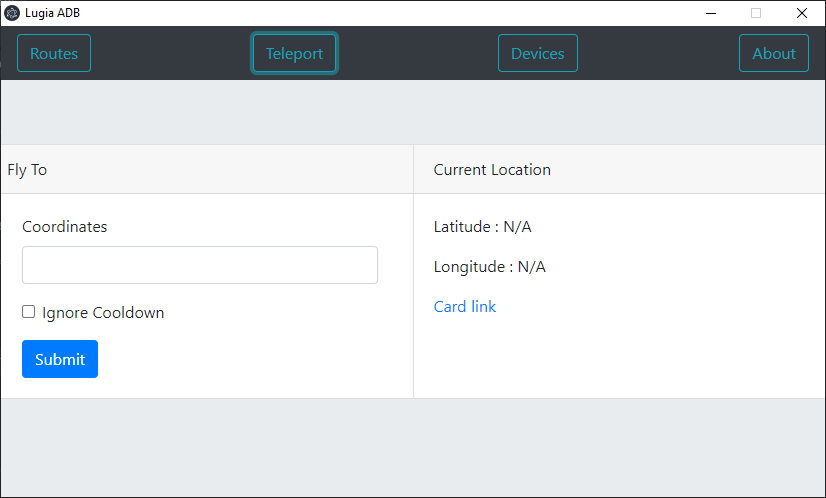 Lugia ADB
Routes Teleport Devices About
Fly To
Current Location
Coordinates
Ignore Cooldown
Submit
Latitude : N/A
Longitude : N/A
Card link